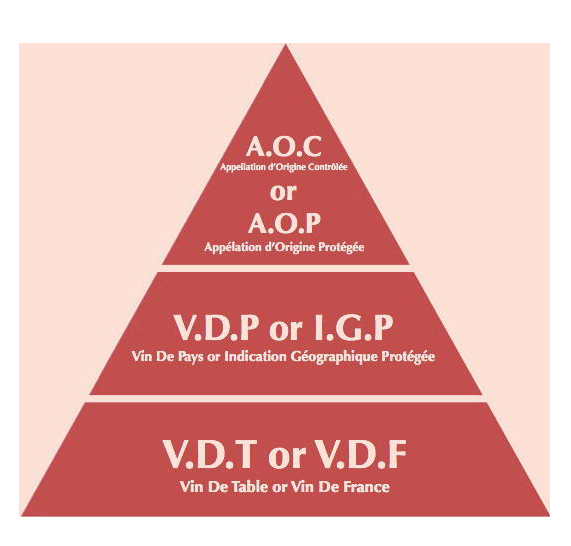 A.O.C
Appellation d'Origine Contrôlée
or
A.O.P
Appélation d'Origine Protégée
V.D.P or I.G.P
Vin De Pays or Indication Géographique Protégée
V.D.T or V.D.F
Vin De Table or Vin De France